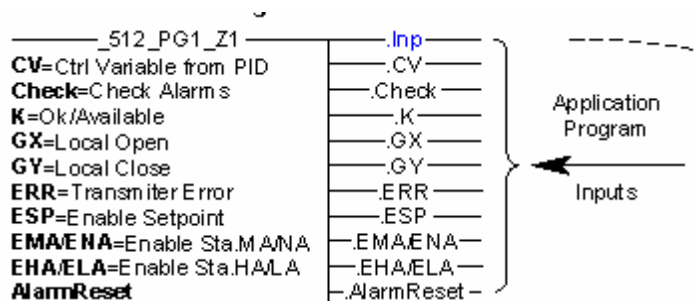 _512_PG1_Z1 .Inp
CV=Ctrl Variable from PID .CV
Check=Check Alarms .Check
K=Ok/Available .K
GX=Local Open .GX
GY=Local Close .GY
ERR=Transmiter Error .ERR
ESP=Enable Setpoint .ESP
EMA/ENA=Enable Sta.MA/NA .EMA/ENA
EHA/ELA=Enable Sta.HA/LA .EHA/ELA
AlarmReset .AlarmReset
Application
Program
Inputs